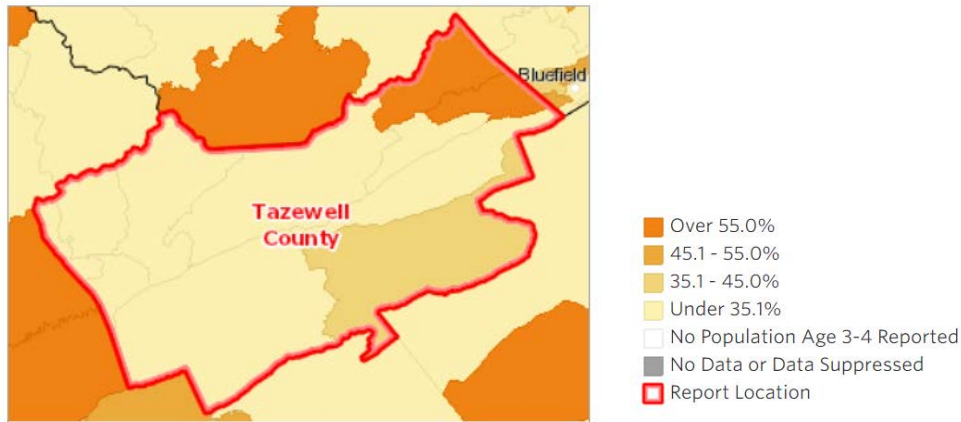 Bluefield
Tazewell
County
Over 55.0%
45.1 - 55.0%
35.1 - 45.0%
Under 35.1%
No Population Age 3-4 Reported
No Data or Data Suppressed
Report Location